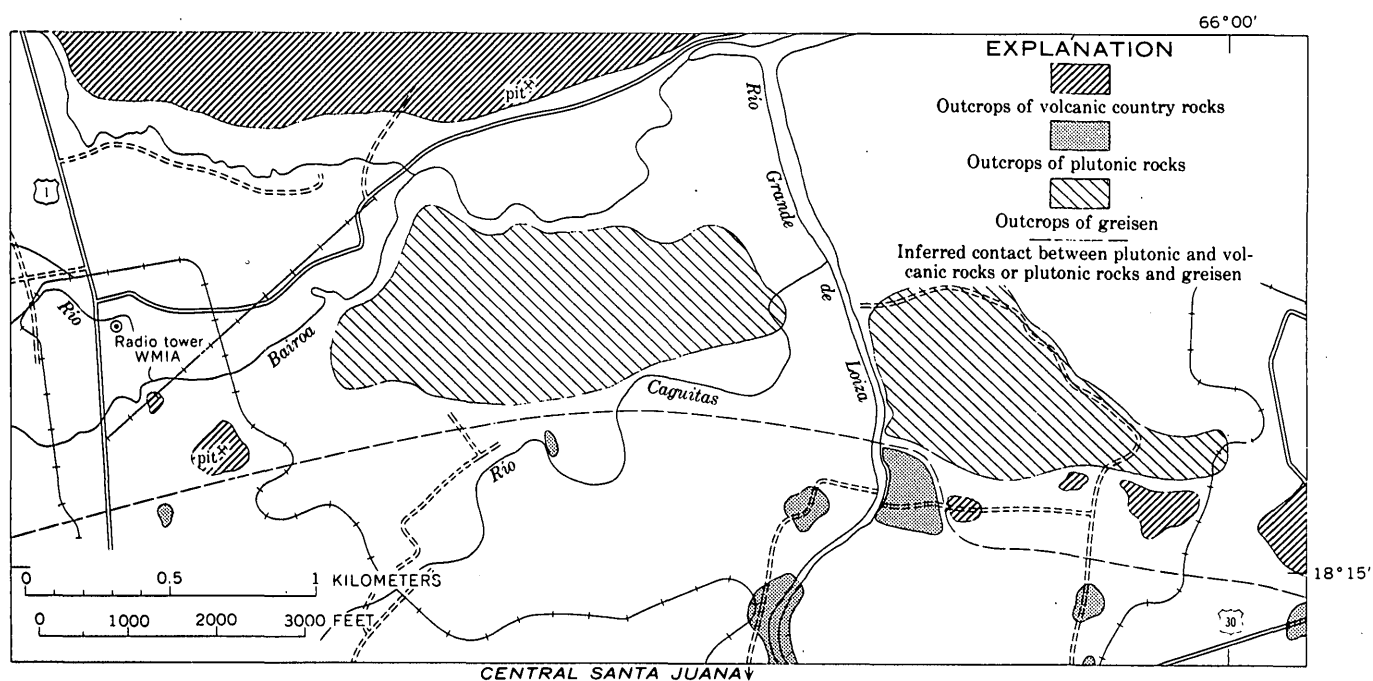 66°00'
EXPLANATION
Outcrops of volcanic country rocks
Outcrops of plutonic rocks
Outcrops of greisen
Inferred contact between plutonic and vol-
canic rocks or plutonic rocks and greisen
pit
Rio
Grande
de
Loiza
1
Rio
Radio tower
WMIA
Bairoa
Caguitas
Rio
pit
0 0.5 1 KILOMETERS
0 1000 2000 3000 FEET
18°15'
30
CENTRAL SANTA JUANA